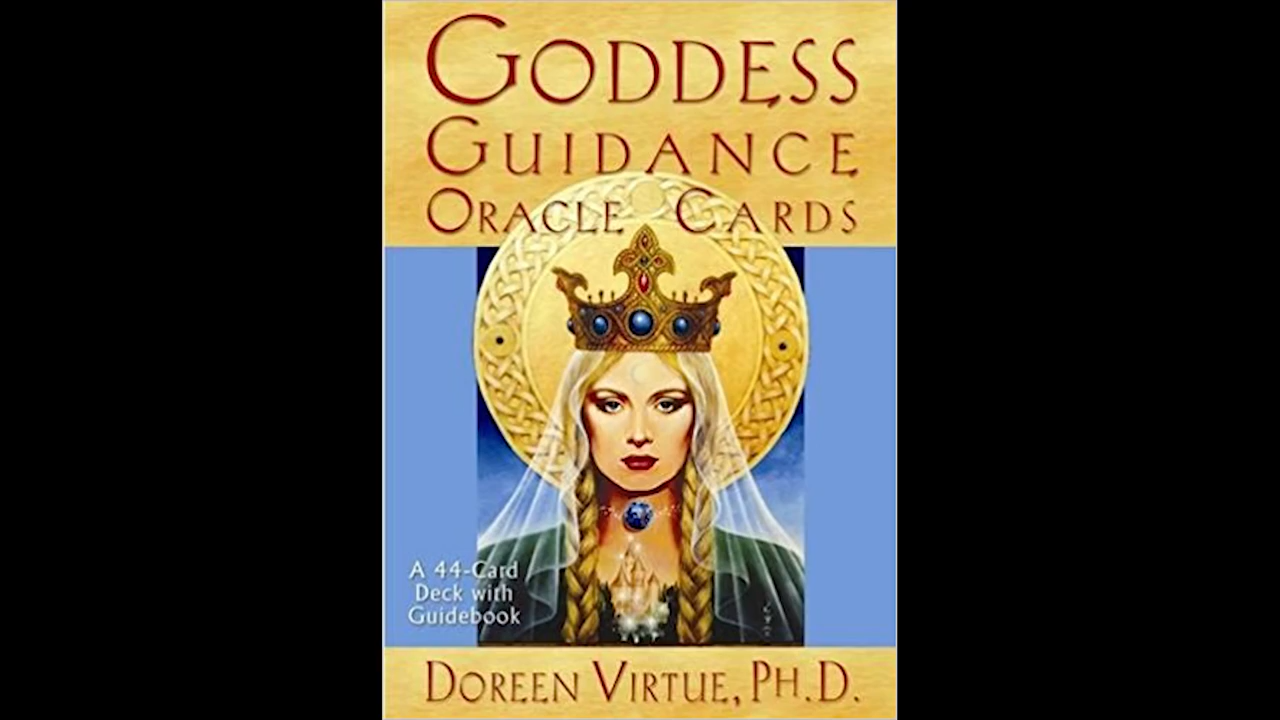 GODDESS
GUIDANCE
ORACLE CARDS
A 44-Card
Deck with
Guidebook
DOREEN VIRTUE, PH.D.